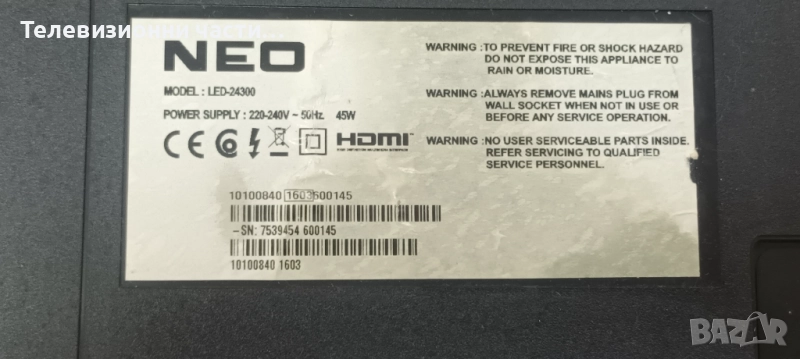 Телевизионни части
NEO
MODEL : LED-24300
POWER SUPPLY : 220-240V ~ 50Hz. 45W
HDMI
WARNING : TO PREVENT FIRE OR SHOCK HAZARD
DO NOT EXPOSE THIS APPLIANCE TO
RAIN OR MOISTURE.
WARNING : ALWAYS REMOVE MAINS PLUG FROM
WALL SOCKET WHEN NOT IN USE OR
BEFORE ANY SERVICE OPERATION.
WARNING : NO USER SERVICEABLE PARTS INSIDE.
REFER SERVICING TO QUALIFIED
SERVICE PERSONNEL.
10100840 1603 600145
-SN: 7539454 600145
10100840 1603
BAZAR